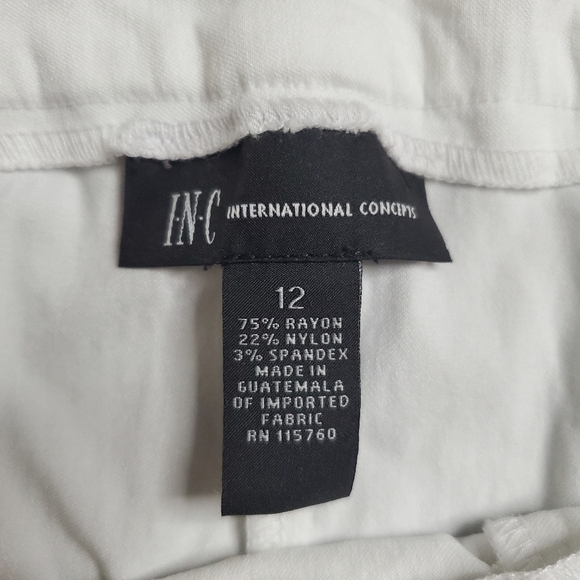 I·N·C INTERNATIONAL CONCEPTS
12
75% RAYON
22% NYLON
3% SPANDEX
MADE IN
GUATEMALA
OF IMPORTED
FABRIC
RN 115760